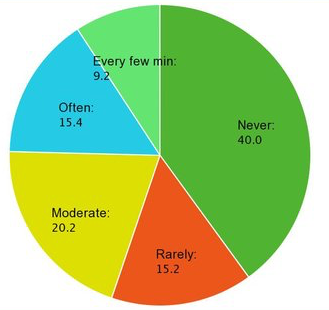 Every few min:
9.2
Never:
40.0
Often:
15.4
Moderate:
20.2
Rarely:
15.2